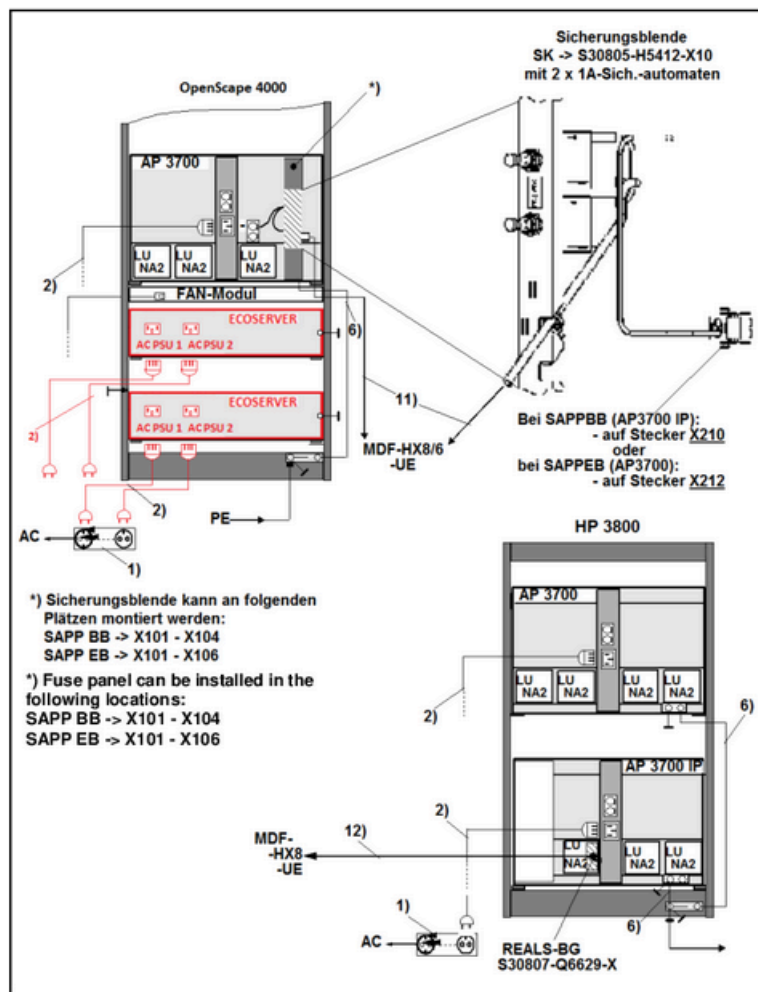 Sicherungsblende
SK -> S30805-H5412-X10
mit 2 x 1A-Sich.-automaten
OpenScape 4000
*)
AP 3700
LU
NA2
LU
NA2
LU
NA2
2)
FAN-Modul
6)
ECOSERVER
AC PSU 1 AC PSU 2
2)
ECOSERVER
AC PSU 1 AC PSU 2
11)
MDF-HX8/6
-UE
Bei SAPPBB (AP3700 IP):
- auf Stecker X210
oder
bei SAPPEB (AP3700):
- auf Stecker X212
2)
PE
AC
1)
HP 3800
*) Sicherungsblende kann an folgenden
Plätzen montiert werden:
SAPP BB -> X101 - X104
SAPP EB -> X101 - X106
*) Fuse panel can be installed in the
following locations:
SAPP BB -> X101 - X104
SAPP EB -> X101 - X106
AP 3700
LU
NA2
LU
NA2
LU
NA2
LU
NA2
2)
6)
AP 3700 IP
2)
12)
MDF-
-HX8
-UE
LU
NA2
LU
NA2
LU
NA2
1)
AC
6)
REALS-BG
S30807-Q6629-X